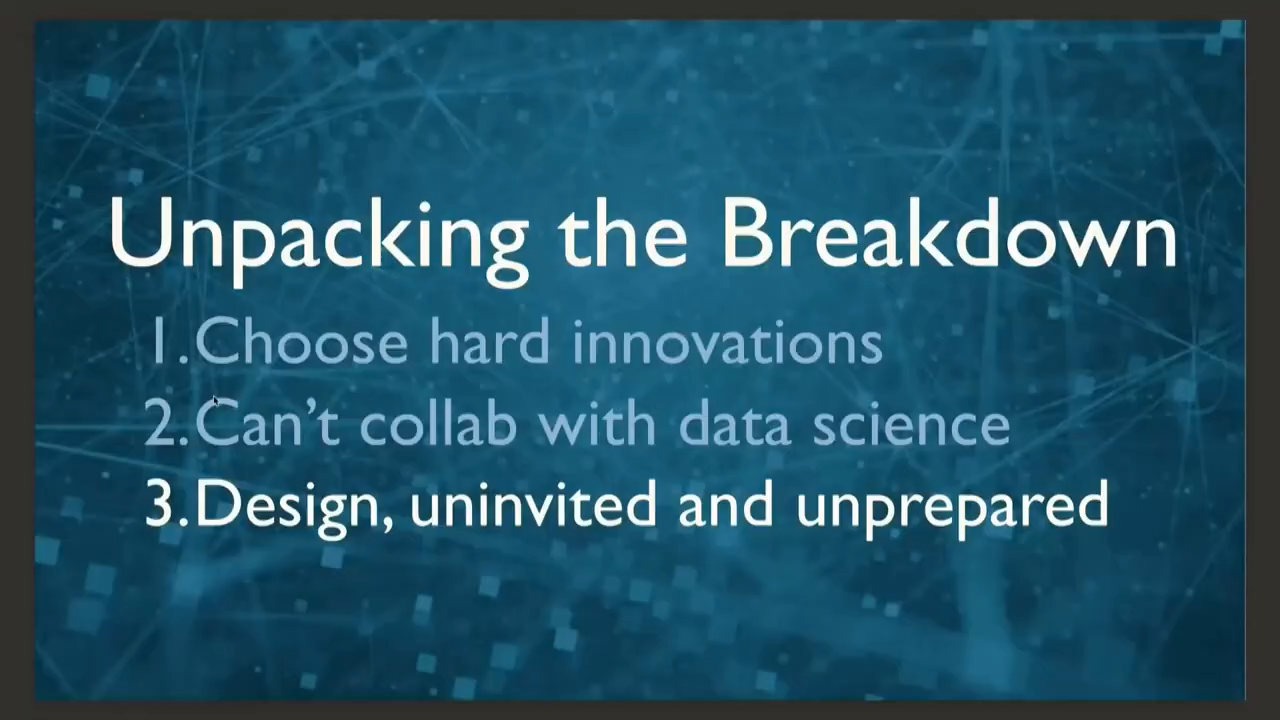 Unpacking the Breakdown
1. Choose hard innovations
2. Can’t collab with data science
3. Design, uninvited and unprepared